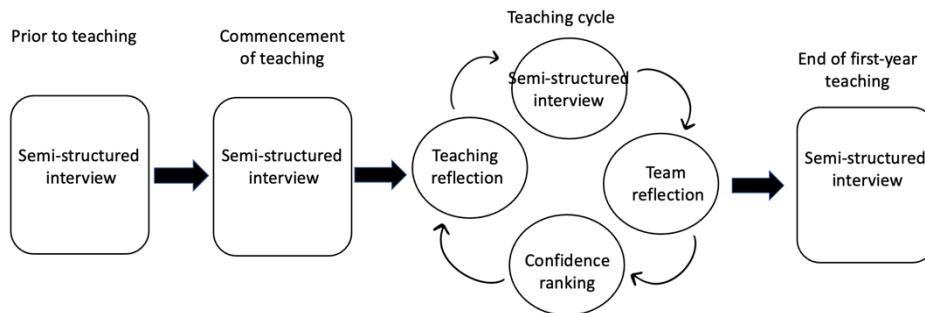 Prior to teaching
Semi-structured
interview
Commencement
of teaching
Semi-structured
interview
Teaching cycle
Semi-structured
interview
Team
reflection
Confidence
ranking
Teaching
reflection
End of first-year
teaching
Semi-structured
interview